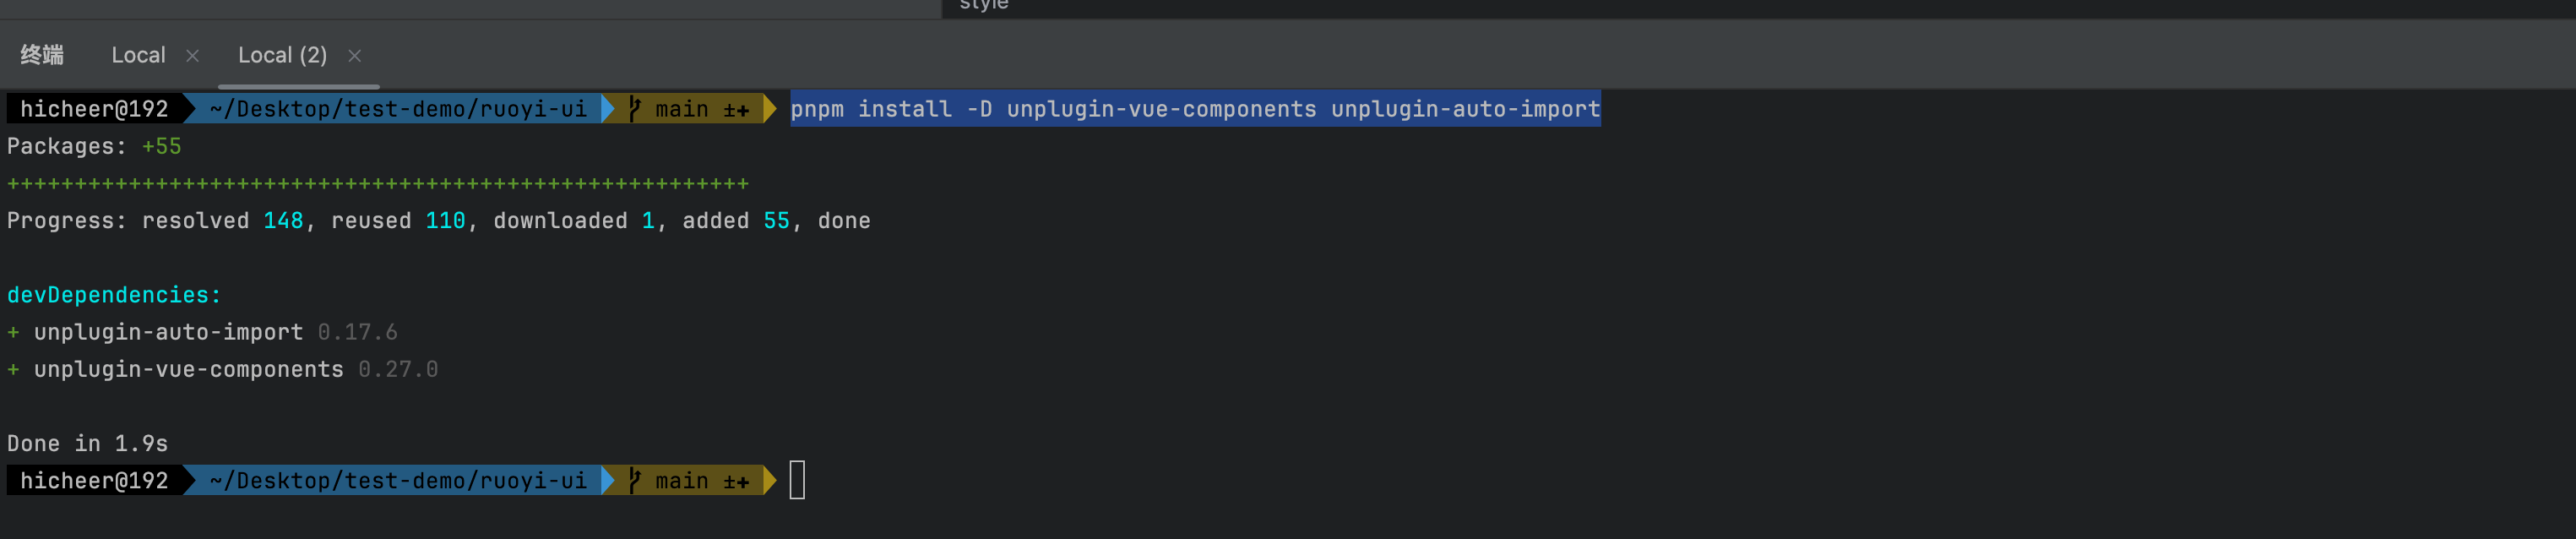 style
终端 Local × Local (2) ×
hicheer@192 ~/Desktop/test-demo/ruoyi-ui main ±✚ pnpm install -D unplugin-vue-components unplugin-auto-import
Packages: +55
+++++++++++++++++++++++++++++++++++++++++++++++++++++++
Progress: resolved 148, reused 110, downloaded 1, added 55, done
devDependencies:
+ unplugin-auto-import 0.17.6
+ unplugin-vue-components 0.27.0
Done in 1.9s
hicheer@192 ~/Desktop/test-demo/ruoyi-ui main ±✚